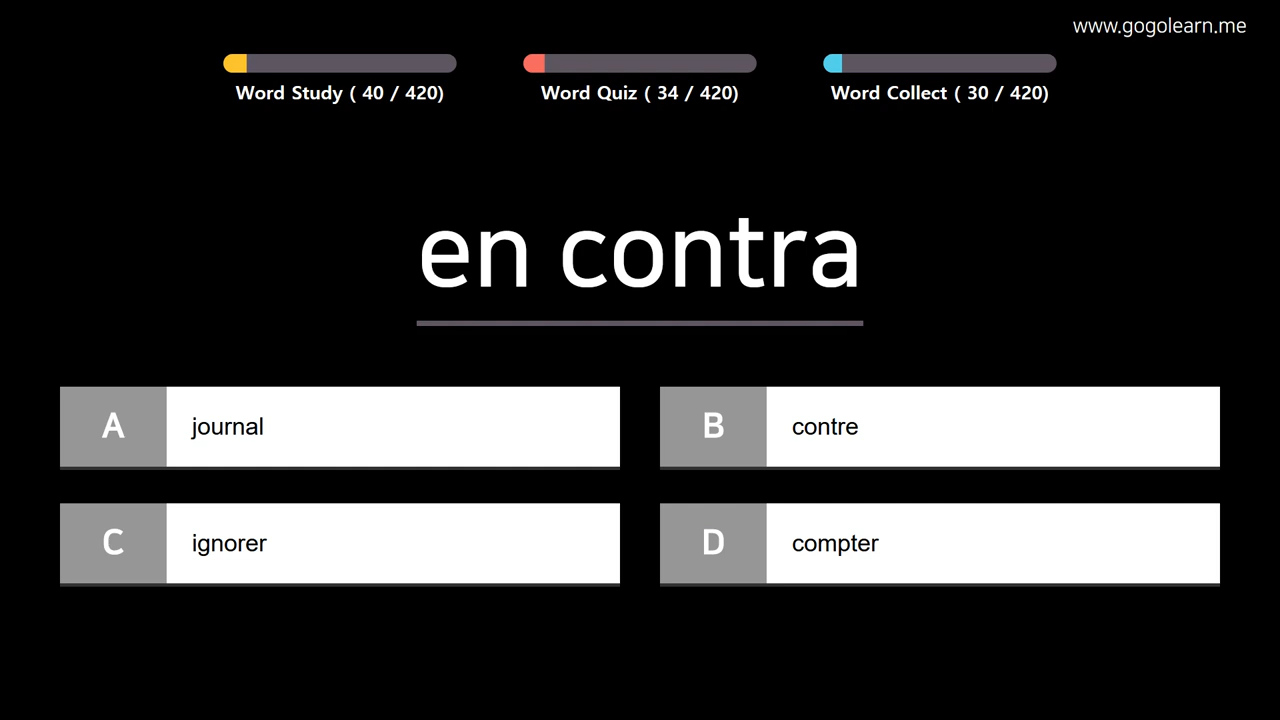 www.gogolearn.me
Word Study ( 40 / 420) Word Quiz ( 34 / 420) Word Collect ( 30 / 420)
en contra
A journal
B contre
C ignorer
D compter